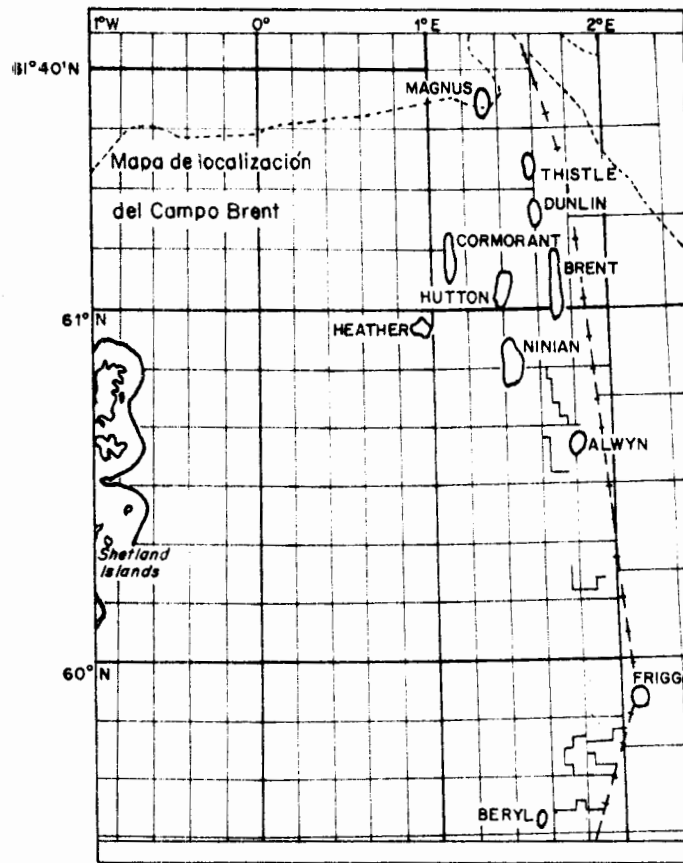 1°W 0° 1°E 2°E
61°40'N
MAGNUS
Mapa de localización
THISTLE
del Campo Brent
DUNLIN
CORMORANT
BRENT
HUTTON
61°N
HEATHER
NINIAN
ALWYN
Shetland
Islands
60°N
FRIGG
BERYL